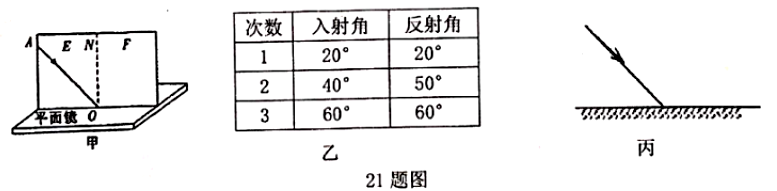 A E N F
平面镜 O
甲
次数 入射角 反射角
1 20° 20°
2 40° 50°
3 60° 60°
乙
丙
21题图